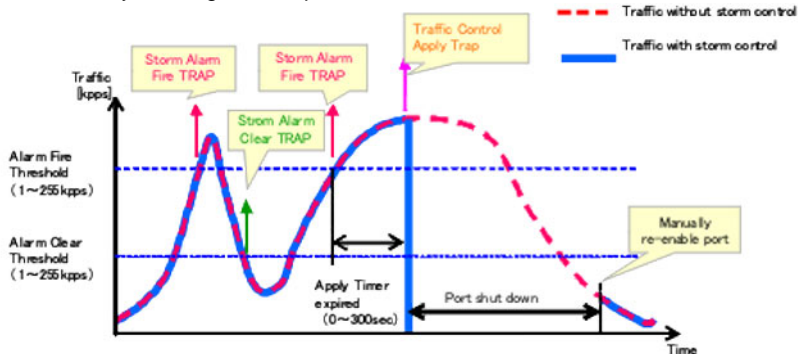 Traffic without storm control
Traffic with storm control
Traffic Control
Apply Trap
Storm Alarm
Fire TRAP
Storm Alarm
Fire TRAP
Traffic
[kpps]
Strom Alarm
Clear TRAP
Alarm Fire
Threshold
(1～255kpps)
Alarm Clear
Threshold
(1～255kpps)
Manually
re-enable port
Apply Timer
expired
(0～300sec)
Port shut down
Time